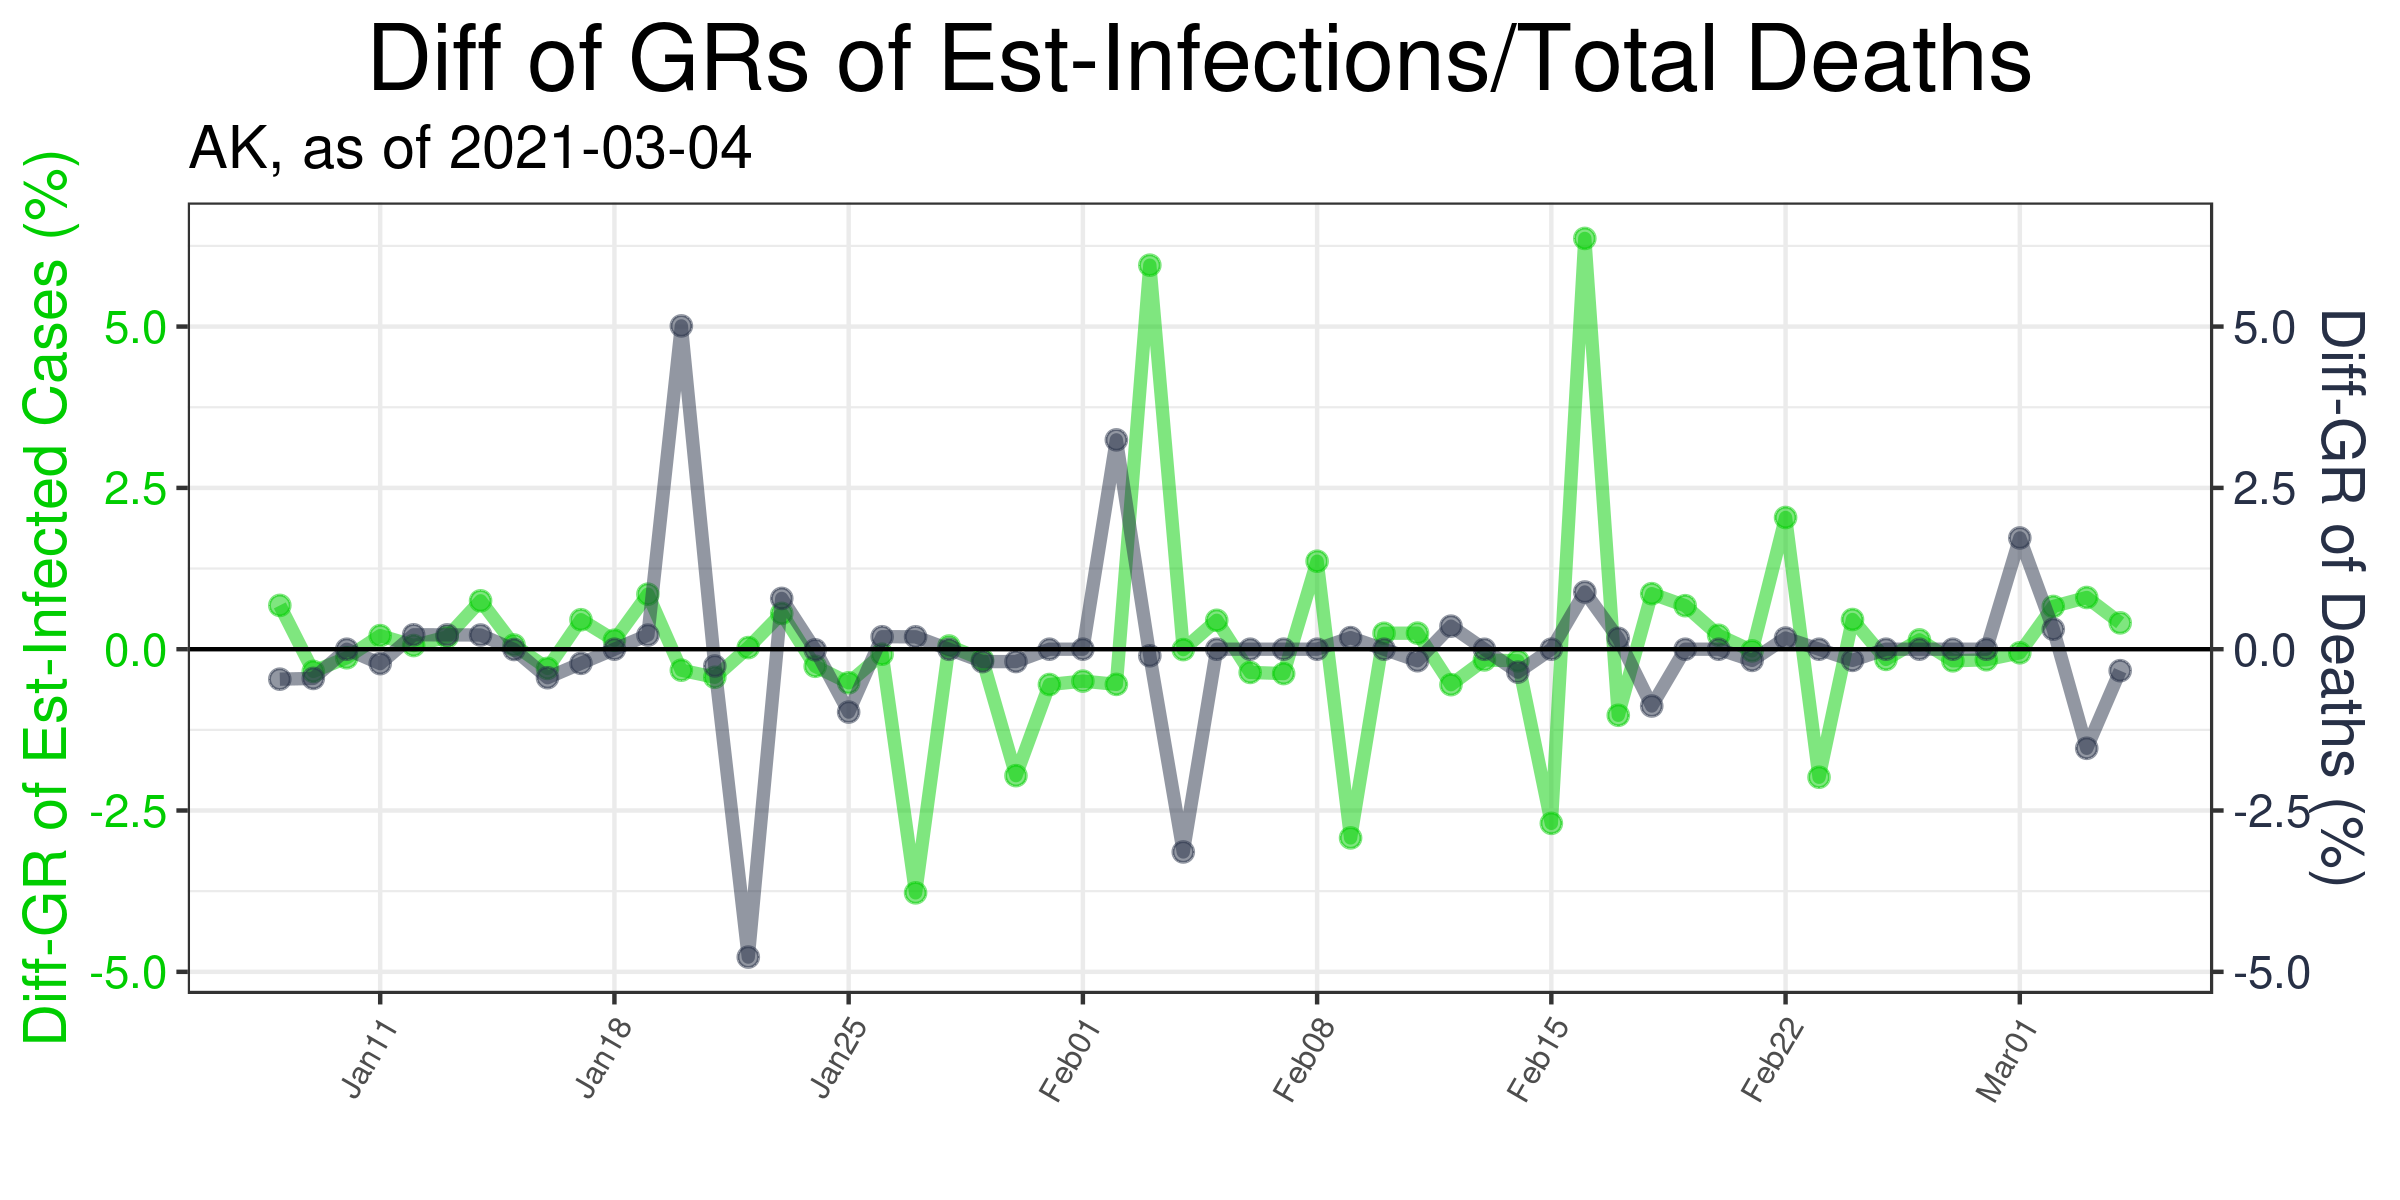 Diff of GRs of Est-Infections/Total Deaths
AK, as of 2021-03-04
Diff-GR of Est-Infected Cases (%)
5.0
2.5
0.0
-2.5
-5.0
5.0
2.5
0.0
-2.5
-5.0
Diff-GR of Deaths (%)
Jan11
Jan18
Jan25
Feb01
Feb08
Feb15
Feb22
Mar01